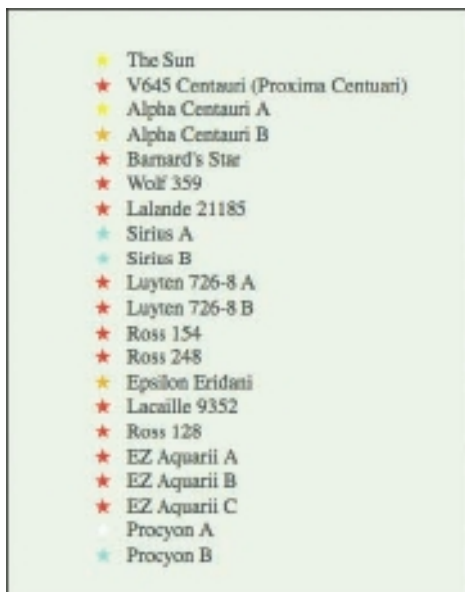 The Sun
V645 Centauri (Proxima Centuari)
Alpha Centauri A
Alpha Centauri B
Barnard's Star
Wolf 359
Lalande 21185
Sirius A
Sirius B
Luyten 726-8 A
Luyten 726-8 B
Ross 154
Ross 248
Epsilon Eridani
Lacaille 9352
Ross 128
EZ Aquarii A
EZ Aquarii B
EZ Aquarii C
Procyon A
Procyon B